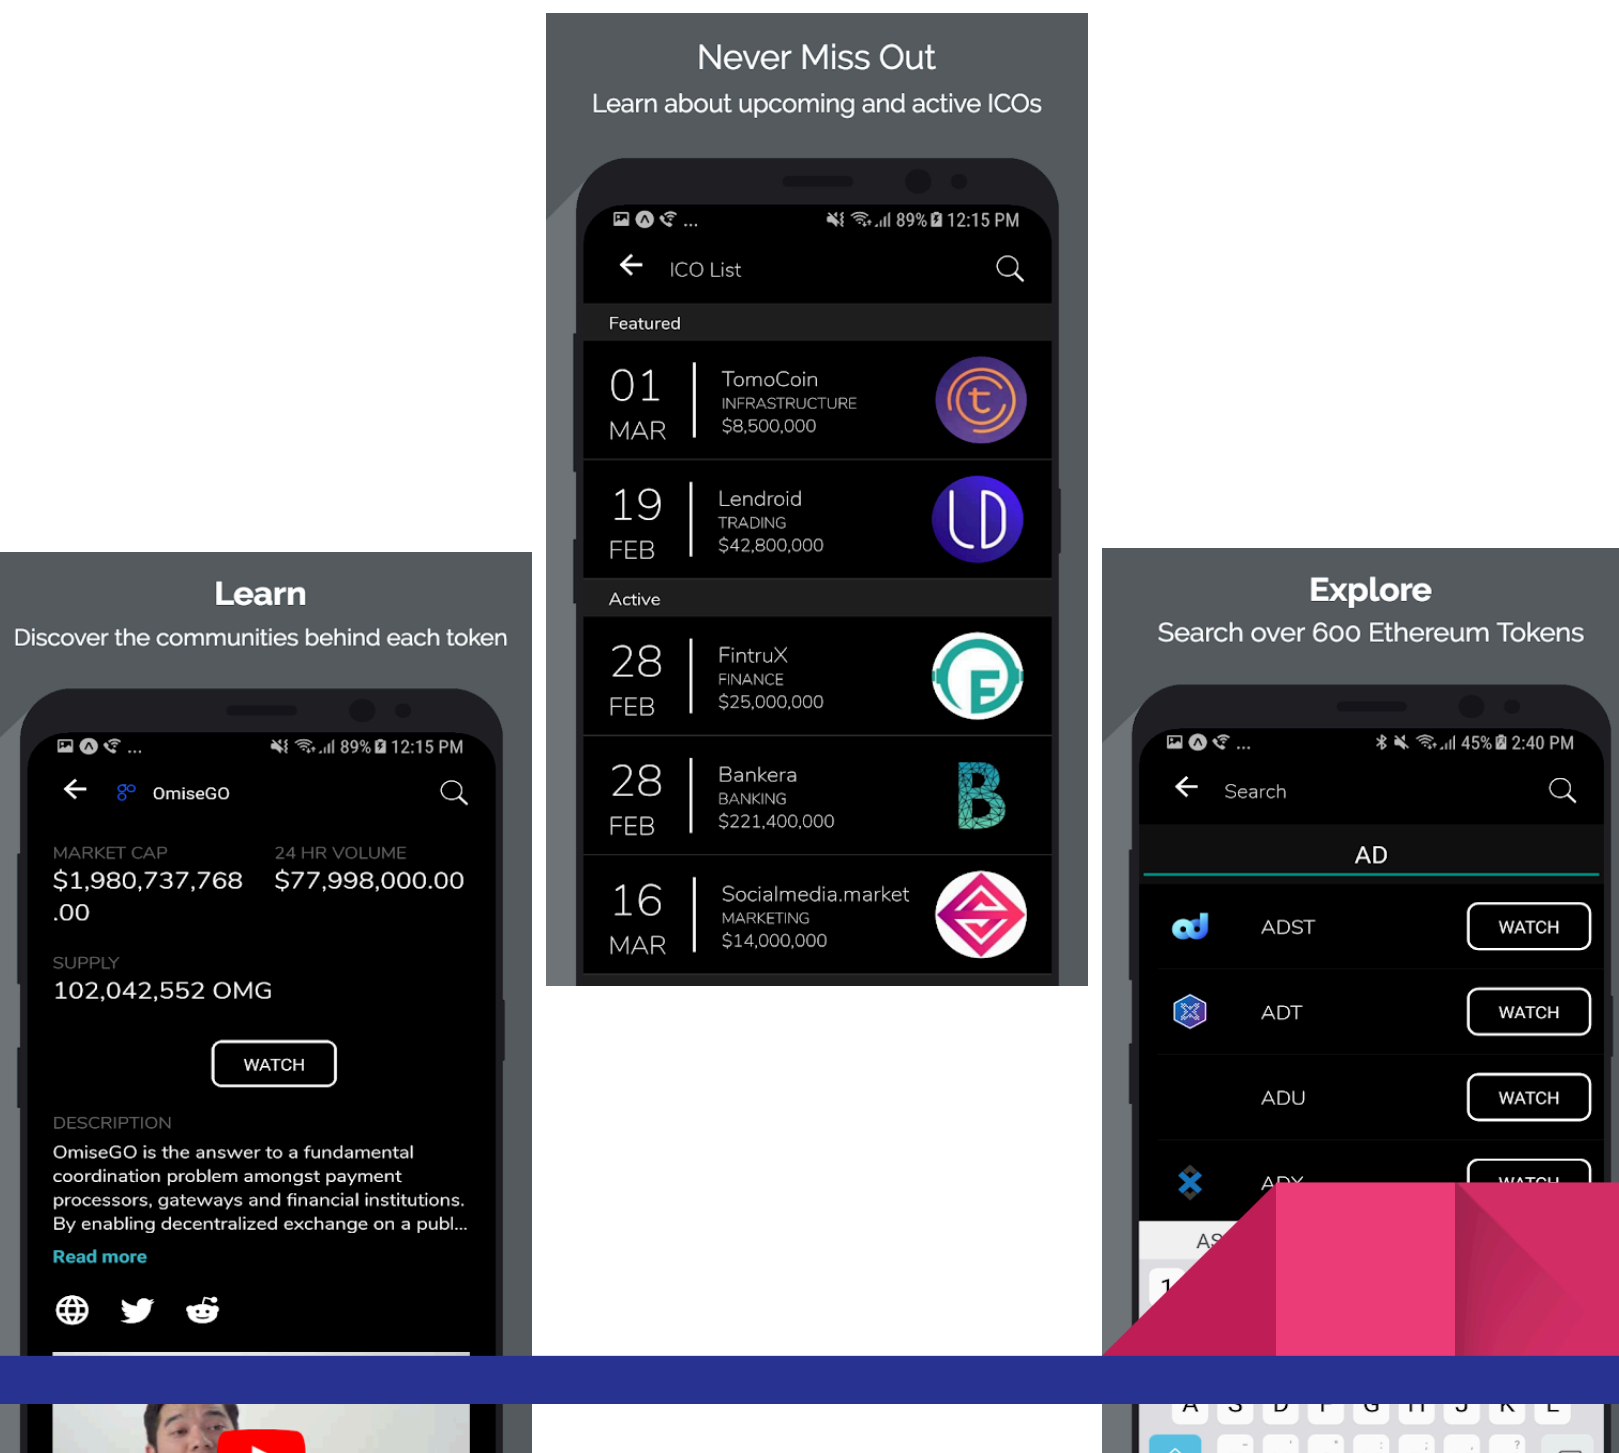 Never Miss Out
Learn about upcoming and active ICOs
... 89% 12:15 PM
ICO List
Featured
01 MAR
TomoCoin
INFRASTRUCTURE
$8,500,000
19 FEB
Lendroid
TRADING
$42,800,000
Active
28 FEB
FintruX
FINANCE
$25,000,000
28 FEB
Bankera
BANKING
$221,400,000
16 MAR
Socialmedia.market
MARKETING
$14,000,000
Learn
Discover the communities behind each token
... 89% 12:15 PM
OmiseGO
MARKET CAP
$1,980,737,768
.00
24 HR VOLUME
$77,998,000.00
SUPPLY
102,042,552 OMG
WATCH
DESCRIPTION
OmiseGO is the answer to a fundamental
coordination problem amongst payment
processors, gateways and financial institutions.
By enabling decentralized exchange on a publ...
Read more
Explore
Search over 600 Ethereum Tokens
... 45% 2:40 PM
Search
AD
ADST WATCH
ADT WATCH
ADU WATCH
ADX WATCH
1
A S D F G H J K L